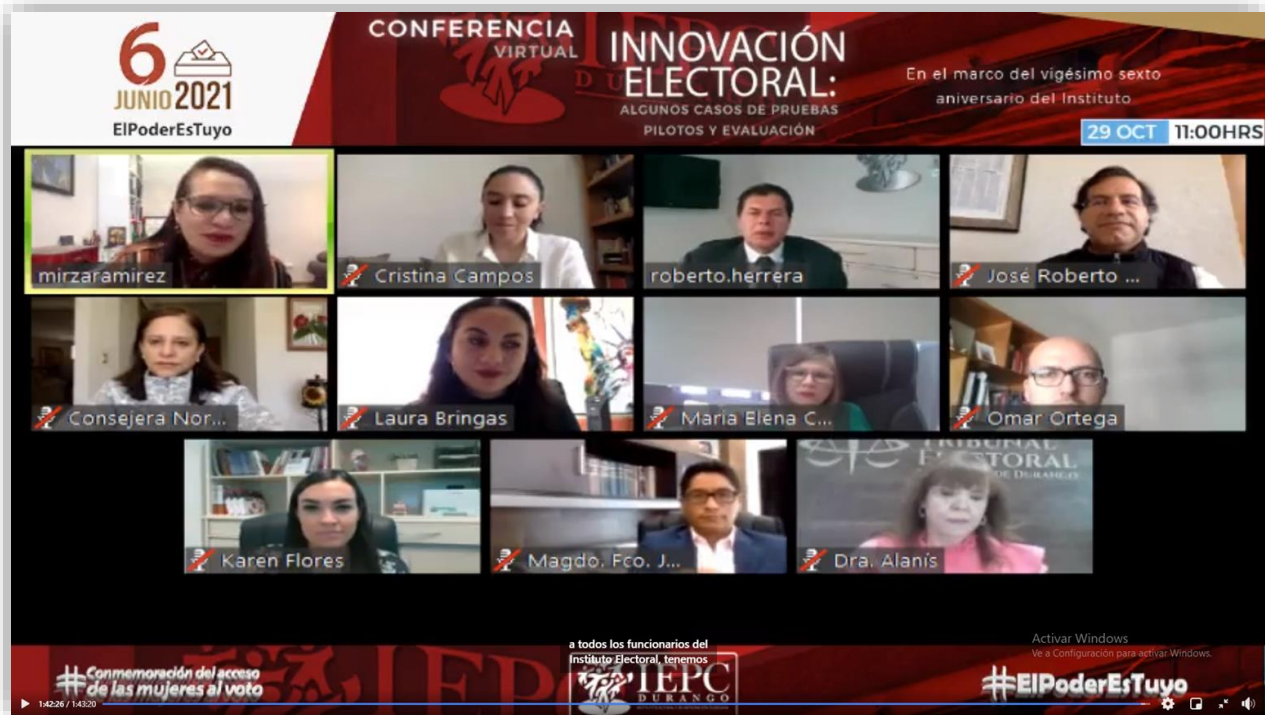 6
JUNIO 2021
ElPoderEsTuyo
CONFERENCIA
VIRTUAL
INNOVACIÓN
ELECTORAL:
ALGUNOS CASOS DE PRUEBAS
PILOTOS Y EVALUACIÓN
En el marco del vigésimo sexto
aniversario del Instituto
29 OCT 11:00HRS
mirzaramirez
Cristina Campos
roberto.herrera
José Roberto ...
Consejera Nor...
Laura Bringas
Maria Elena C...
Omar Ortega
TRIBUNAL
ELECTORAL
DE DURANGO
Karen Flores
Magdo. Fco. J...
Dra. Alanís
a todos los funcionarios del
Instituto Electoral, tenemos
Activar Windows
Ve a Configuración para activar Windows.
#Conmemoración del acceso
de las mujeres al voto
IEPC
DURANGO
#ElPoderEsTuyo
1:42:26 / 1:43:20